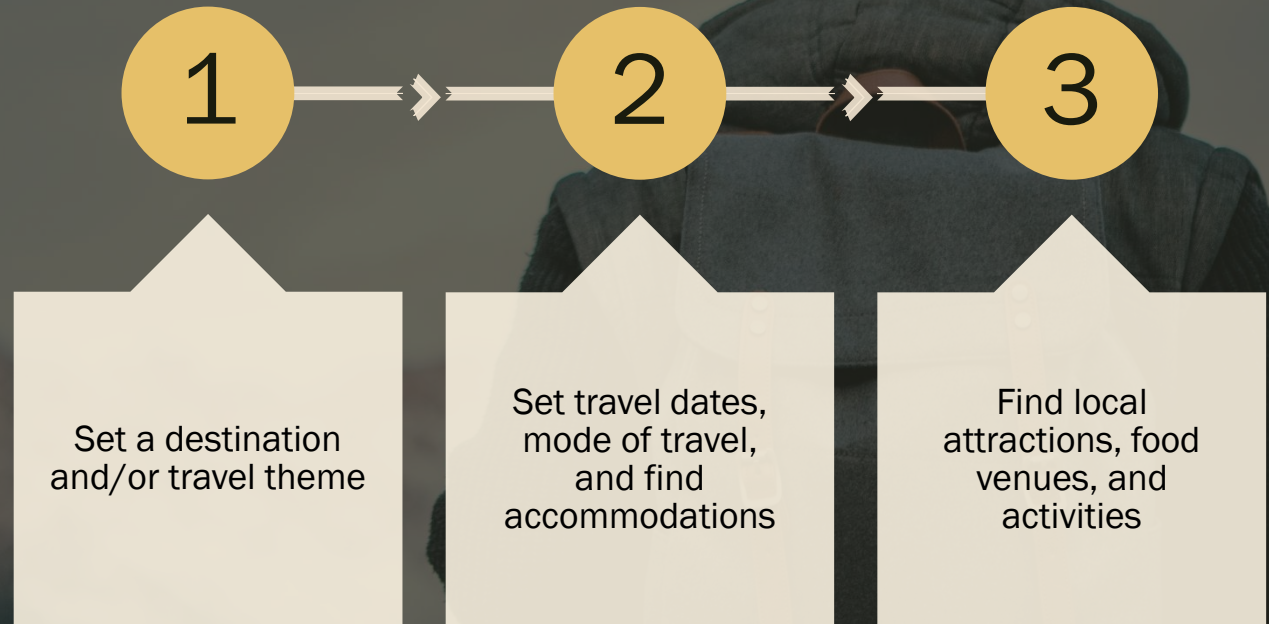 1
2
3
Set a destination
and/or travel theme
Set travel dates,
mode of travel,
and find
accommodations
Find local
attractions, food
venues, and
activities